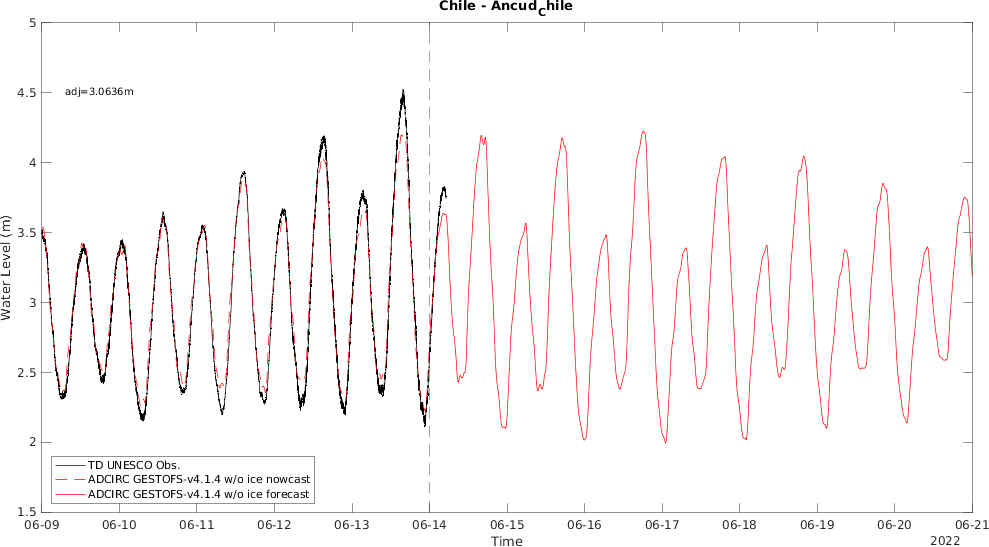 Chile - Ancud_Chile
5
4.5
4
3.5
3
2.5
2
1.5
Water Level (m)
adj=3.0636m
TD UNESCO Obs.
ADCIRC GESTOFS-v4.1.4 w/o ice nowcast
ADCIRC GESTOFS-v4.1.4 w/o ice forecast
06-09 06-10 06-11 06-12 06-13 06-14 06-15 06-16 06-17 06-18 06-19 06-20 06-21
Time
2022